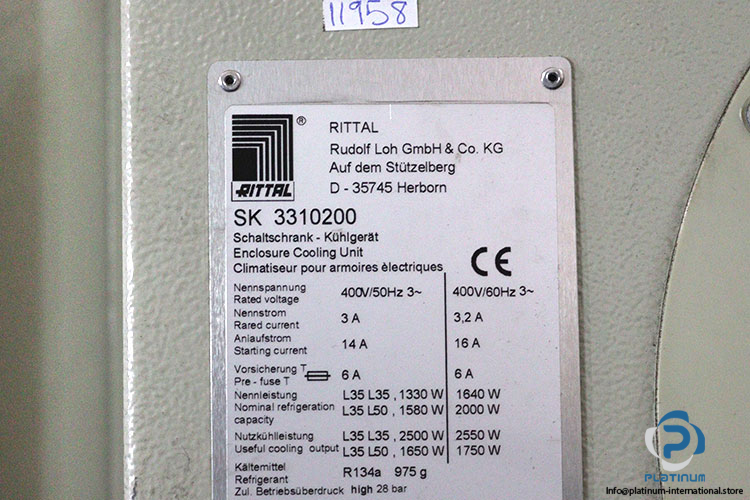 11958
®
RITTAL
RITTAL
Rudolf Loh GmbH & Co. KG
Auf dem Stützelberg
D - 35745 Herborn
SK 3310200
Schaltschrank - Kühlgerät
Enclosure Cooling Unit
Climatiseur pour armoires èlectriques
CE
Nennspannung
Rated voltage 400V/50Hz 3~ 400V/60Hz 3~
Nennstrom
Rared current 3 A 3,2 A
Anlaufstrom
Starting current 14 A 16 A
Vorsicherung T
Pre - fuse T 6 A 6 A
Nennleistung L35 L35 , 1330 W 1640 W
Nominal refrigeration L35 L50 , 1580 W 2000 W
capacity
Nutzkühlleistung L35 L35 , 2500 W 2550 W
Useful cooling output L35 L50 , 1650 W 1750 W
Kältemittel
Refrigerant R134a 975 g
Zul. Betriebsüberdruck high 28 bar
PLATINUM
Info@platinum-international.store